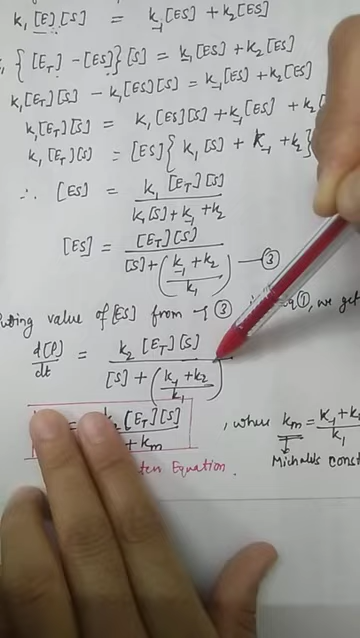 k₁[E][S] = k₋₁[ES] + k₂[ES]
{[E_T] - [ES]}[S] = k₋₁[ES] + k₂[ES]
k₁[E_T][S] - k₁[ES][S] = k₋₁[ES] + k₂[ES]
k₁[E_T][S] = k₁[ES][S] + k₋₁[ES] + k₂
k₁[E_T][S] = [ES]{k₁[S] + k₋₁ + k₂}
∴ [ES] = k₁[E_T][S] / k₁[S] + k₋₁ + k₂
[ES] = [E_T][S] / [S] + (k₋₁ + k₂ / k₁) — ③
value of [ES] from eq ③ eq ①, we get
d[P]/dt = k₂[E_T][S] / [S] + (k₋₁ + k₂ / k₁)
= k₂[E_T][S] / + k_m , where k_m = k₋₁ + k₂ / k₁
Equation. Michaelis const